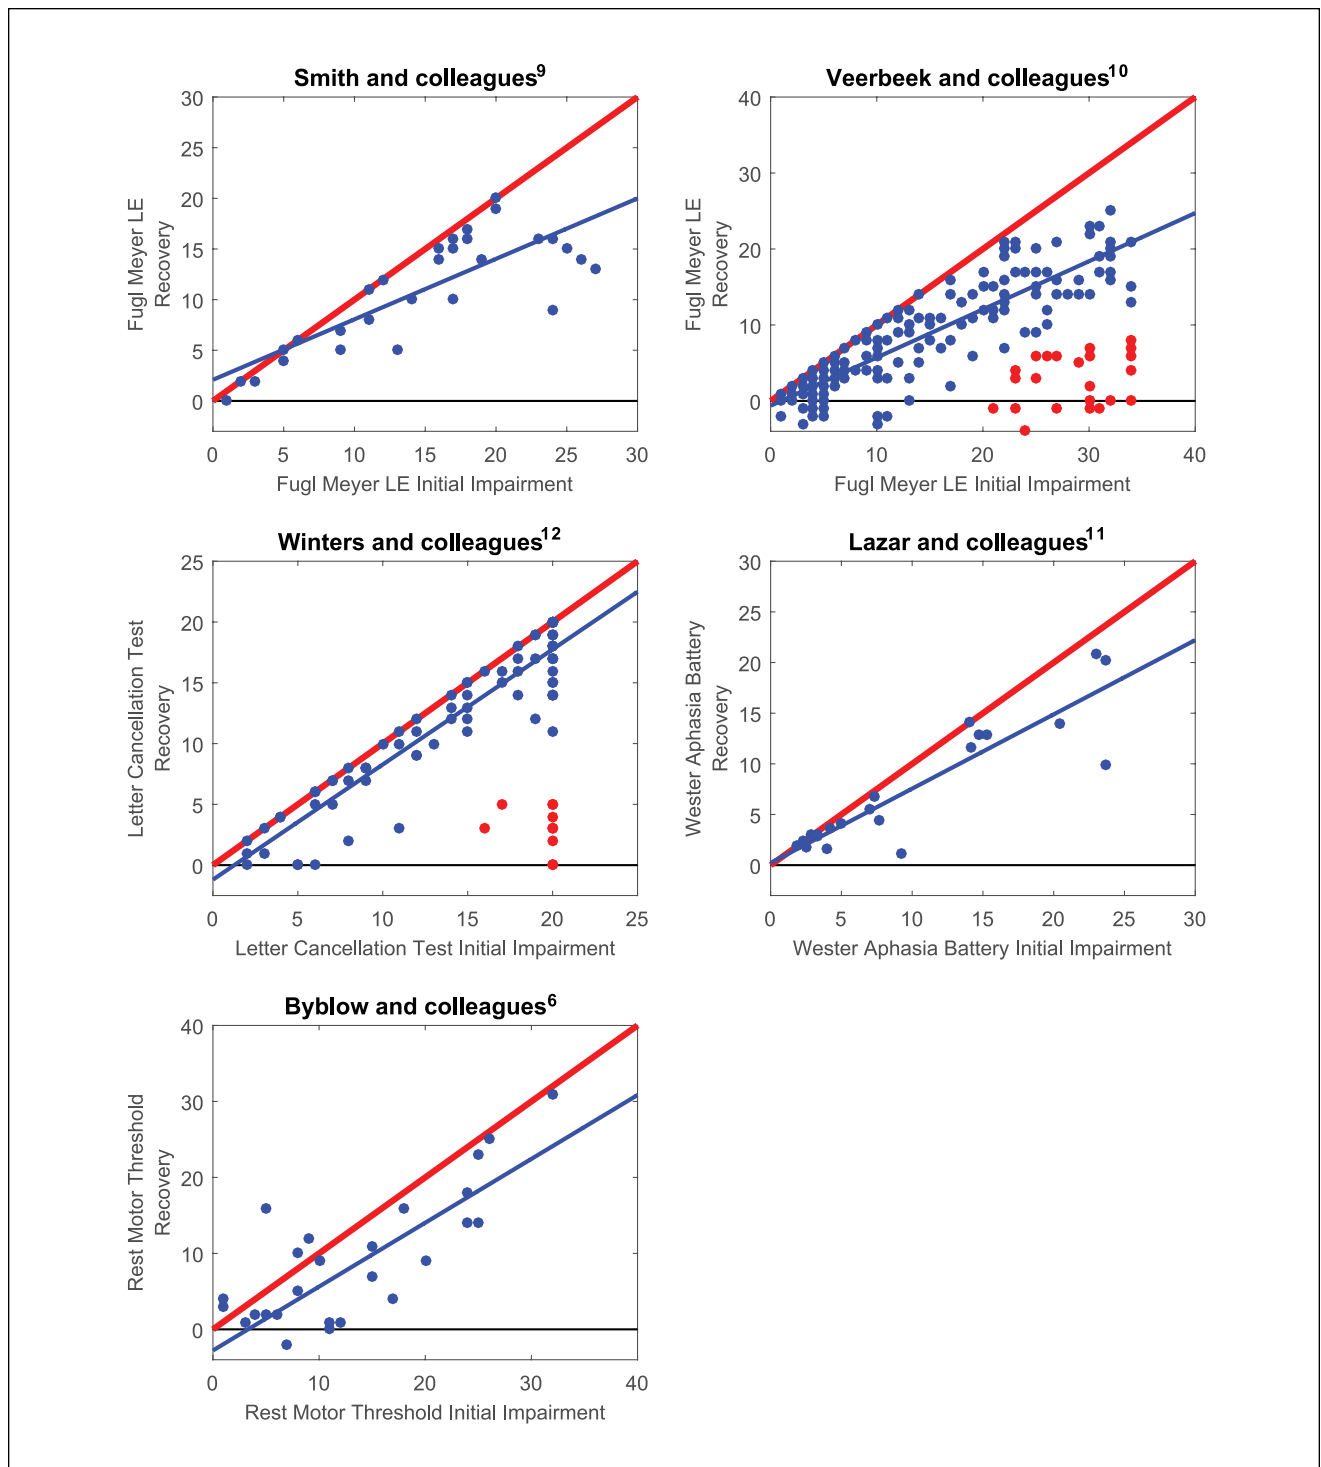 Smith and colleagues9
Fugl Meyer LE
Recovery
30
25
20
15
10
5
0
0 5 10 15 20 25 30
Fugl Meyer LE Initial Impairment
Veerbeek and colleagues10
Fugl Meyer LE
Recovery
40
30
20
10
0
0 10 20 30 40
Fugl Meyer LE Initial Impairment
Winters and colleagues12
Letter Cancellation Test
Recovery
25
20
15
10
5
0
0 5 10 15 20 25
Letter Cancellation Test Initial Impairment
Lazar and colleagues11
Wester Aphasia Battery
Recovery
30
25
20
15
10
5
0
0 5 10 15 20 25 30
Wester Aphasia Battery Initial Impairment
Byblow and colleagues6
Rest Motor Threshold
Recovery
40
30
20
10
0
0 10 20 30 40
Rest Motor Threshold Initial Impairment